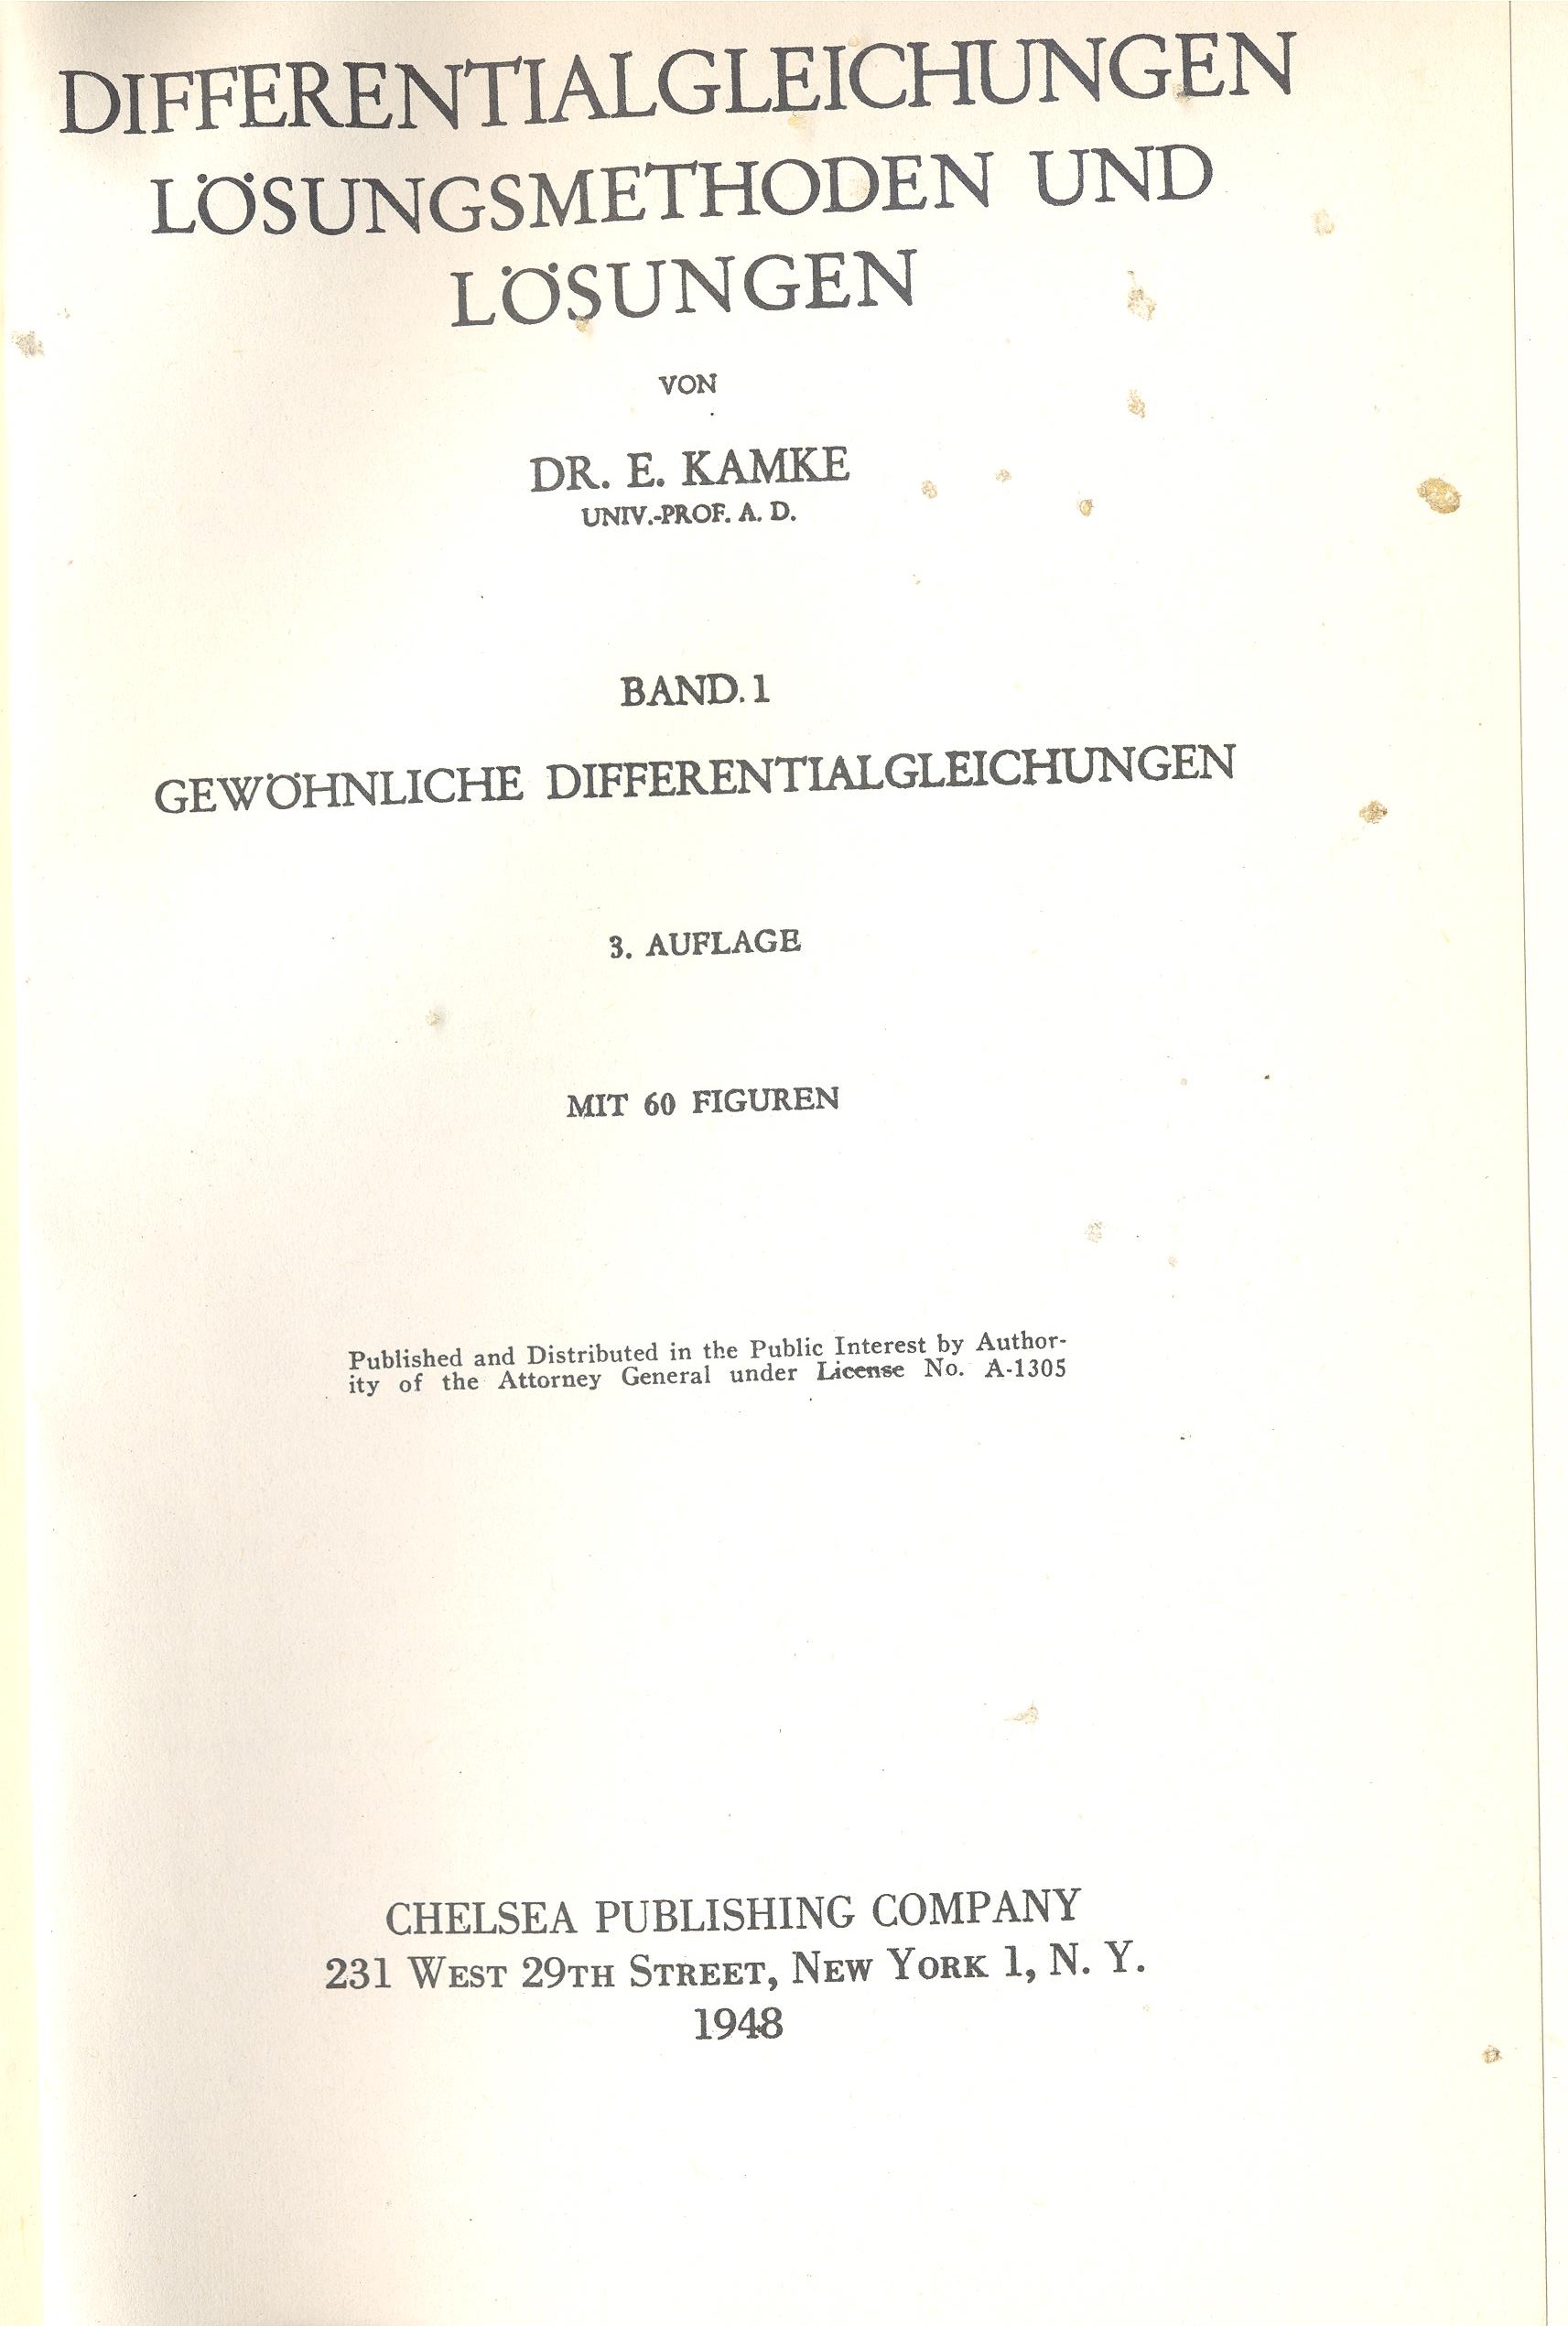 DIFFERENTIALGLEICHUNGEN
LÖSUNGSMETHODEN UND
LÖSUNGEN
VON
DR. E. KAMKE
UNIV.-PROF. A. D.
BAND. 1
GEWÖHNLICHE DIFFERENTIALGLEICHUNGEN
3. AUFLAGE
MIT 60 FIGUREN
Published and Distributed in the Public Interest by Author-
ity of the Attorney General under License No. A-1305
CHELSEA PUBLISHING COMPANY
231 WEST 29TH STREET, NEW YORK 1, N. Y.
1948